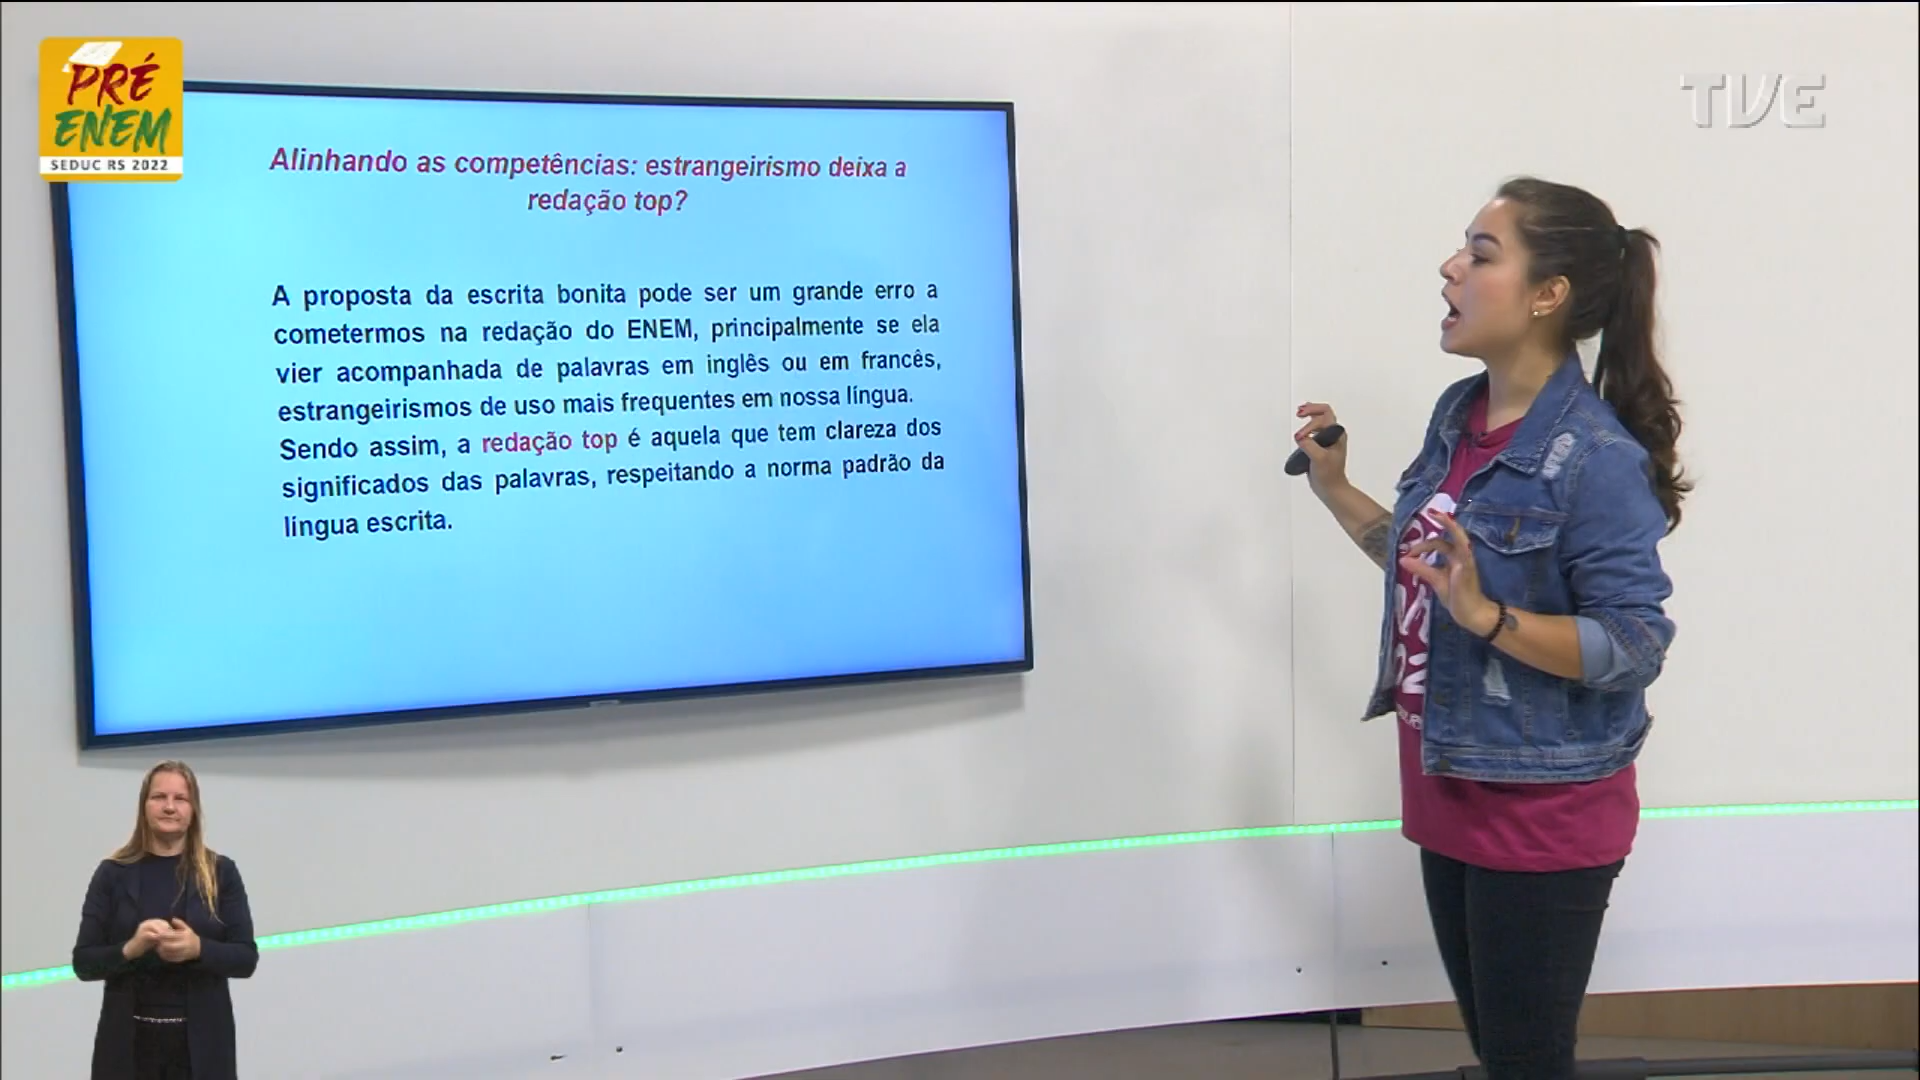 PRÉ
ENEM
SEDUC RS 2022
TVE
Alinhando as competências: estrangeirismo deixa a
redação top?
A proposta da escrita bonita pode ser um grande erro a
cometermos na redação do ENEM, principalmente se ela
vier acompanhada de palavras em inglês ou em francês,
estrangeirismos de uso mais frequentes em nossa língua.
Sendo assim, a redação top é aquela que tem clareza dos
significados das palavras, respeitando a norma padrão da
língua escrita.